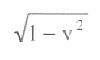 √1 − v²